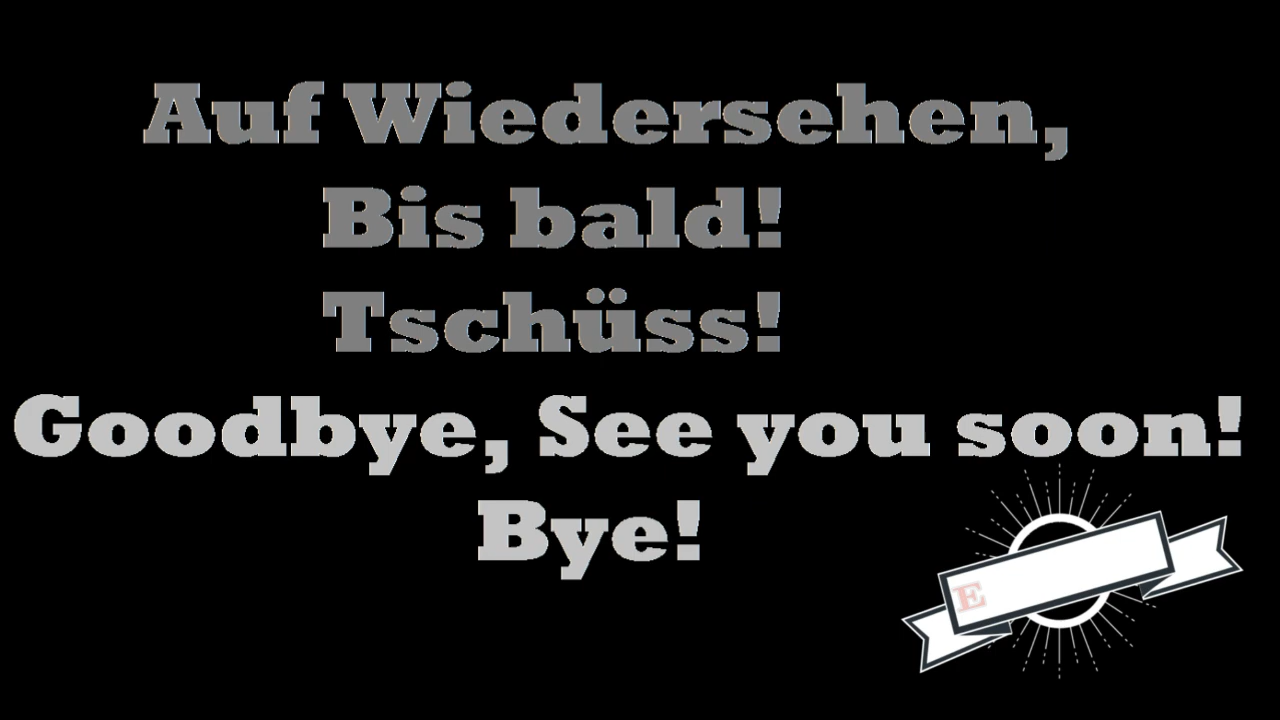 Auf Wiedersehen,
Bis bald!
Tschüss!
Goodbye, See you soon!
Bye!
E